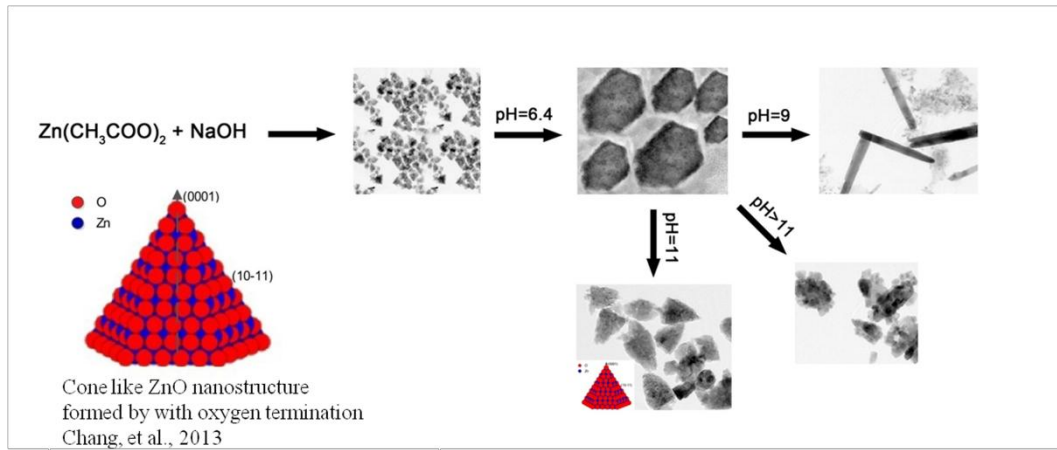 Zn(CH₃COO)₂ + NaOH
pH=6.4
pH=9
pH=11
pH>11
O
Zn
(0001)
(10-11)
Cone like ZnO nanostructure
formed by with oxygen termination
Chang, et al., 2013
O
Zn